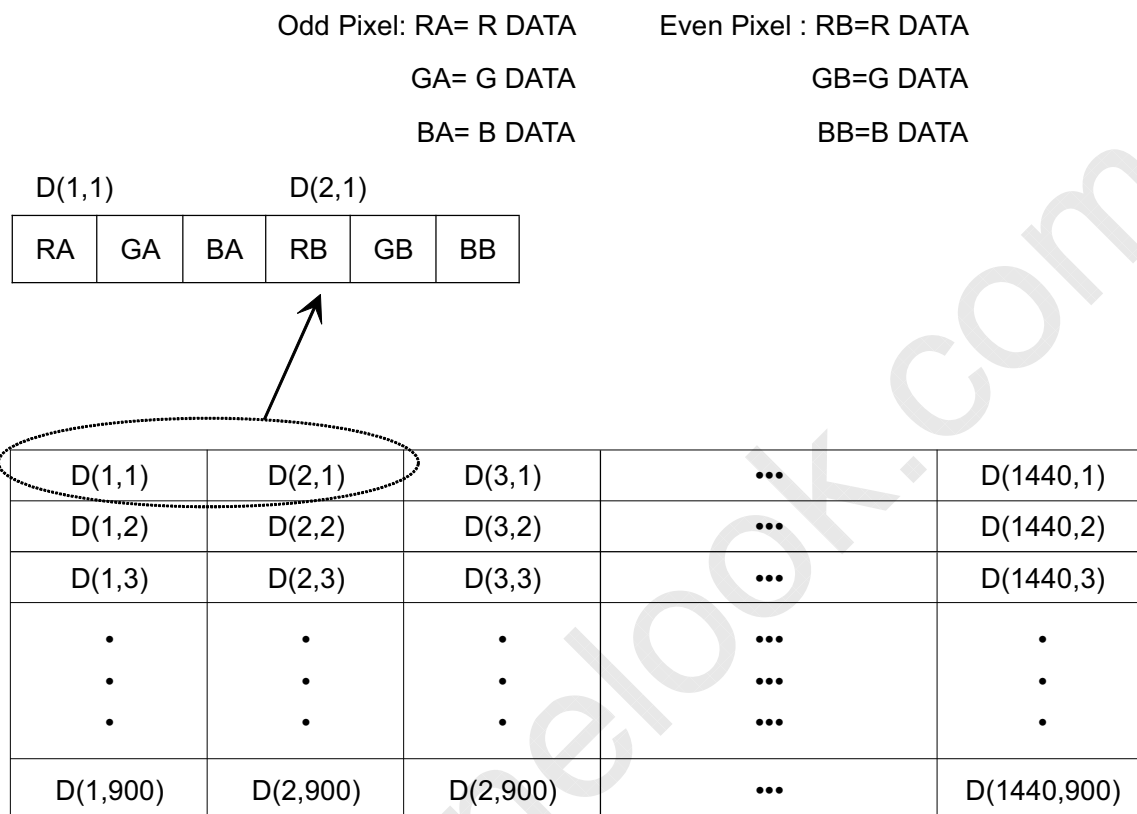 Odd Pixel: RA= R DATA Even Pixel : RB=R DATA
GA= G DATA GB=G DATA
BA= B DATA BB=B DATA
D(1,1) D(2,1)
RA GA BA RB GB BB
D(1,1) D(2,1) D(3,1) ••• D(1440,1)
D(1,2) D(2,2) D(3,2) ••• D(1440,2)
D(1,3) D(2,3) D(3,3) ••• D(1440,3)
• • • ••• •
• • • ••• •
• • • ••• •
D(1,900) D(2,900) D(2,900) ••• D(1440,900)
nelook.com